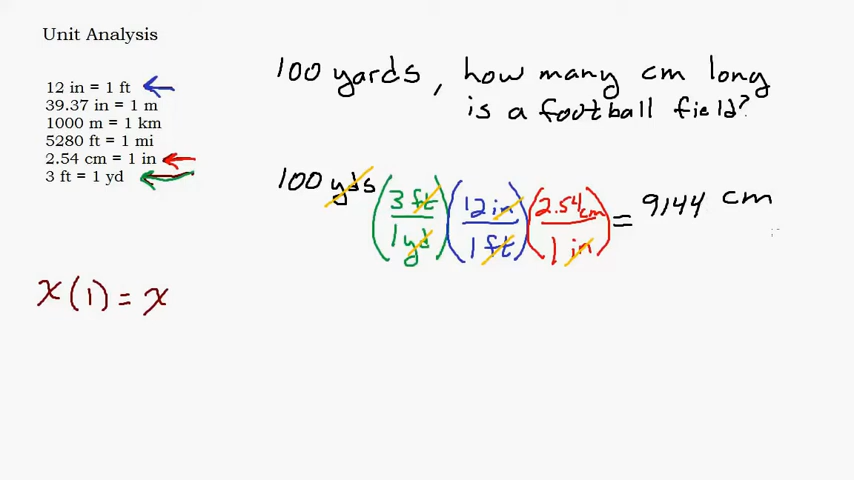 Unit Analysis
12 in = 1 ft
39.37 in = 1 m
1000 m = 1 km
5280 ft = 1 mi
2.54 cm = 1 in
3 ft = 1 yd
100 yards, how many cm long
is a football field?
100 yds (3 ft / 1 yd) (12 in / 1 ft) (2.54 cm / 1 in) = 9144 cm
x(1) = x